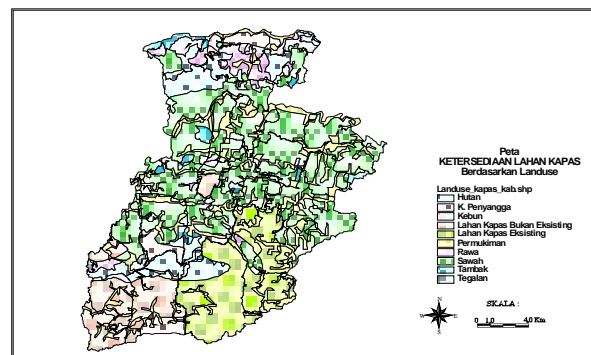 Peta
KETERSEDIAAN LAHAN KAPAS
Berdasarkan Landuse
Landuse_kapas_kab.shp
Hutan
K. Penyangga
Kebun
Lahan Kapas Bukan Eksisting
Lahan Kapas Eksisting
Permukiman
Rawa
Sawah
Tambak
Tegalan
N
W E
S
SKALA :
0 1.0 4.0 Km